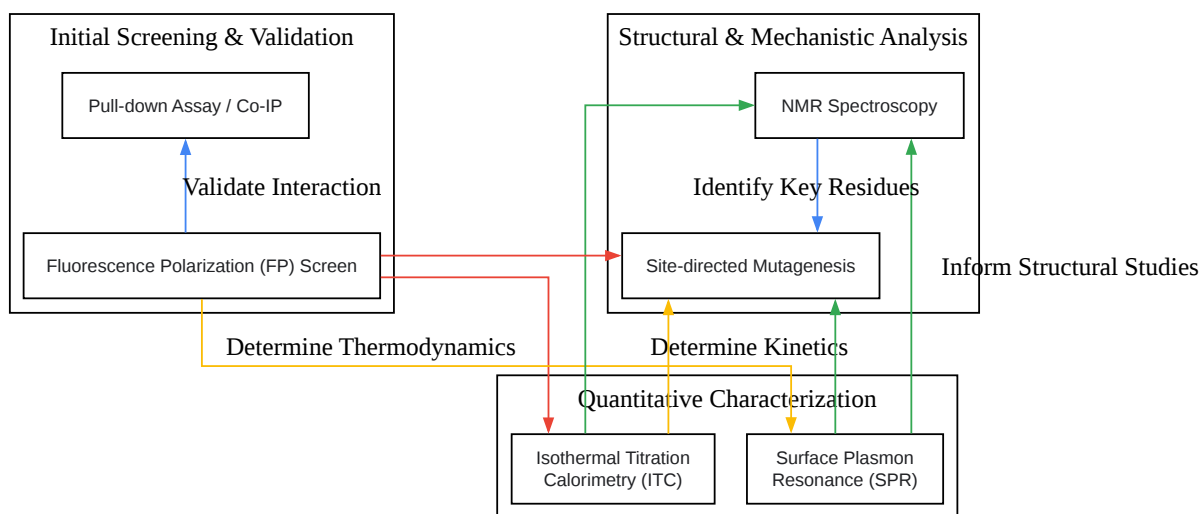 Initial Screening & Validation
Structural & Mechanistic Analysis
Pull-down Assay / Co-IP
NMR Spectroscopy
Validate Interaction
Identify Key Residues
Fluorescence Polarization (FP) Screen
Site-directed Mutagenesis
Inform Structural Studies
Determine Thermodynamics
Determine Kinetics
Quantitative Characterization
Isothermal Titration
Calorimetry (ITC)
Surface Plasmon
Resonance (SPR)